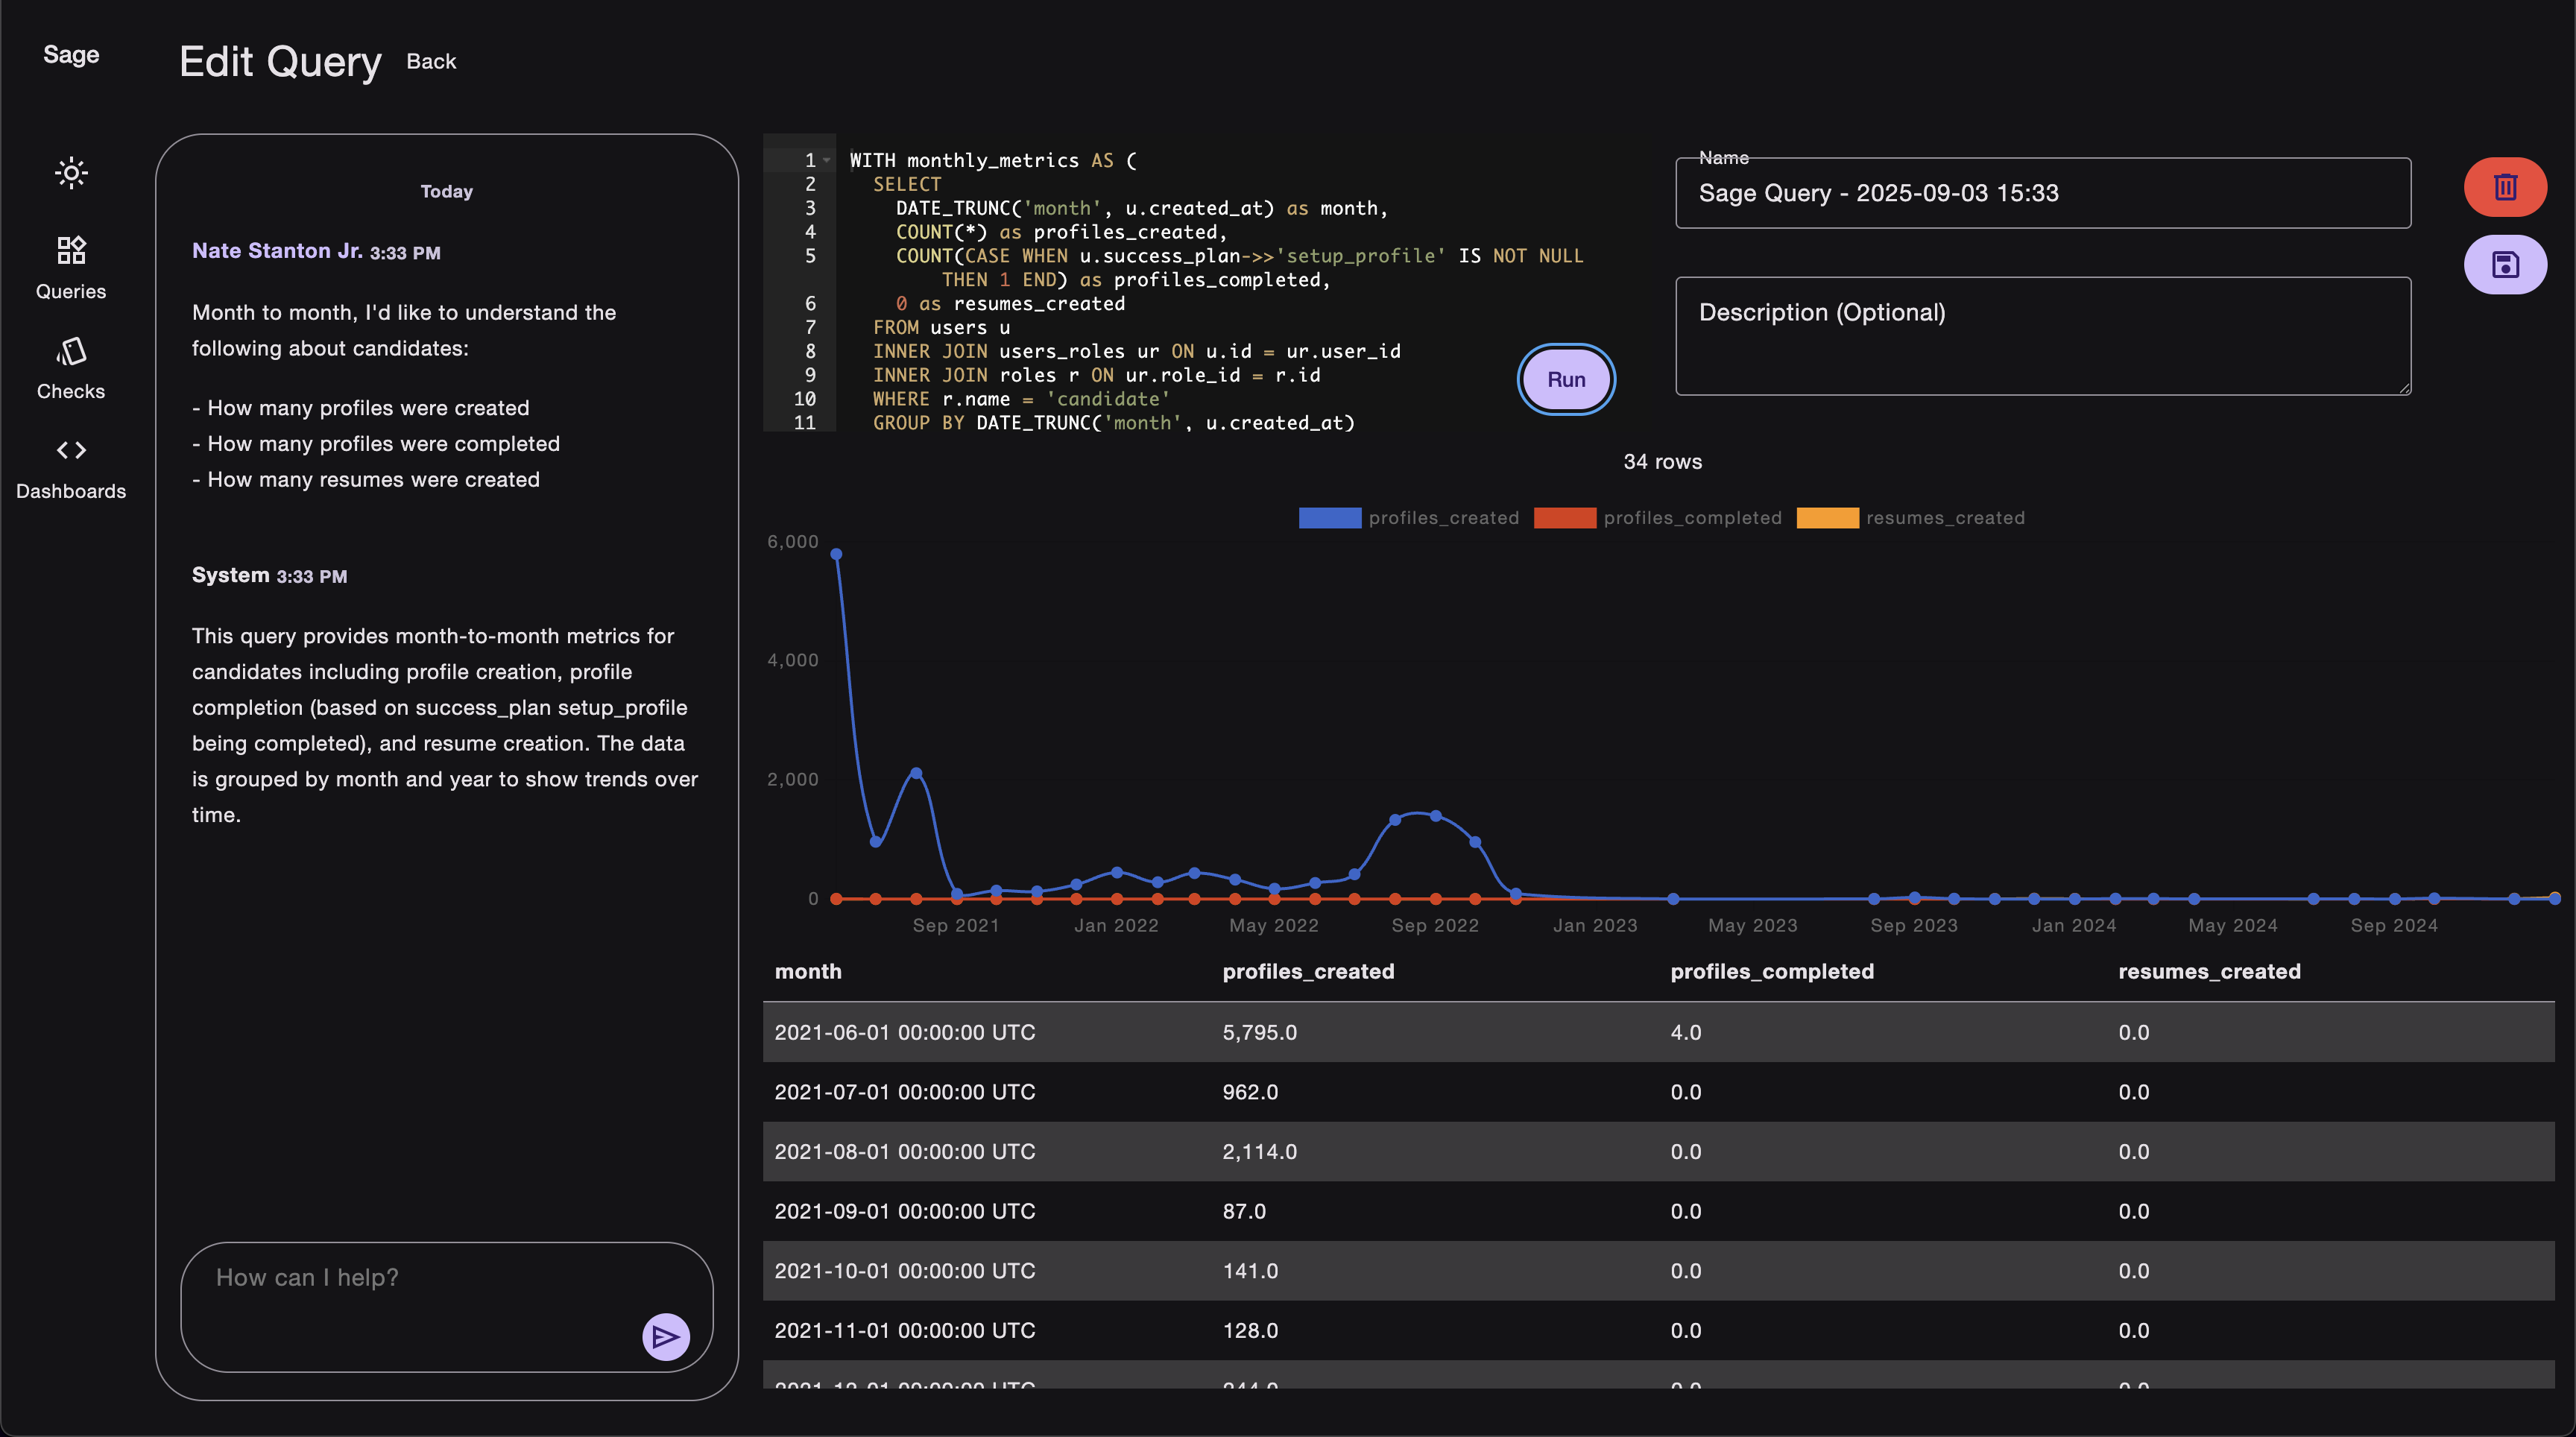 Sage
Edit Query Back
Queries
Checks
Dashboards
Today
Nate Stanton Jr. 3:33 PM
Month to month, I'd like to understand the
following about candidates:
- How many profiles were created
- How many profiles were completed
- How many resumes were created
System 3:33 PM
This query provides month-to-month metrics for
candidates including profile creation, profile
completion (based on success_plan setup_profile
being completed), and resume creation. The data
is grouped by month and year to show trends over
time.
How can I help?
1 WITH monthly_metrics AS (
2 SELECT
3 DATE_TRUNC('month', u.created_at) as month,
4 COUNT(*) as profiles_created,
5 COUNT(CASE WHEN u.success_plan->>'setup_profile' IS NOT NULL
THEN 1 END) as profiles_completed,
6 0 as resumes_created
7 FROM users u
8 INNER JOIN users_roles ur ON u.id = ur.user_id
9 INNER JOIN roles r ON ur.role_id = r.id
10 WHERE r.name = 'candidate'
11 GROUP BY DATE_TRUNC('month', u.created_at)
Run
Name
Sage Query - 2025-09-03 15:33
Description (Optional)
34 rows
profiles_created profiles_completed resumes_created
6,000
4,000
2,000
0
Sep 2021 Jan 2022 May 2022 Sep 2022 Jan 2023 May 2023 Sep 2023 Jan 2024 May 2024 Sep 2024
month profiles_created profiles_completed resumes_created
2021-06-01 00:00:00 UTC 5,795.0 4.0 0.0
2021-07-01 00:00:00 UTC 962.0 0.0 0.0
2021-08-01 00:00:00 UTC 2,114.0 0.0 0.0
2021-09-01 00:00:00 UTC 87.0 0.0 0.0
2021-10-01 00:00:00 UTC 141.0 0.0 0.0
2021-11-01 00:00:00 UTC 128.0 0.0 0.0